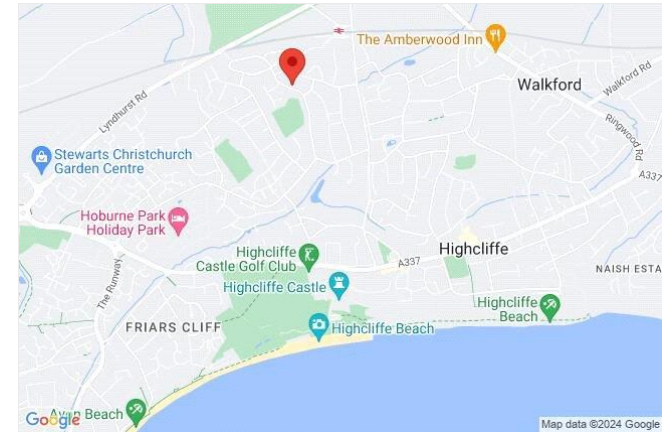 The Amberwood Inn
Walkford
Walkford Rd
Lyndhurst Rd
Ringwood Rd
Stewarts Christchurch
Garden Centre
A337
Hoburne Park
Holiday Park
Highcliffe
Highcliffe
Castle Golf Club
A337
NAISH ESTA
The Runway
Highcliffe Castle
Highcliffe
Beach
FRIARS CLIFF
Highcliffe Beach
Avon Beach
Google
Map data ©2024 Google